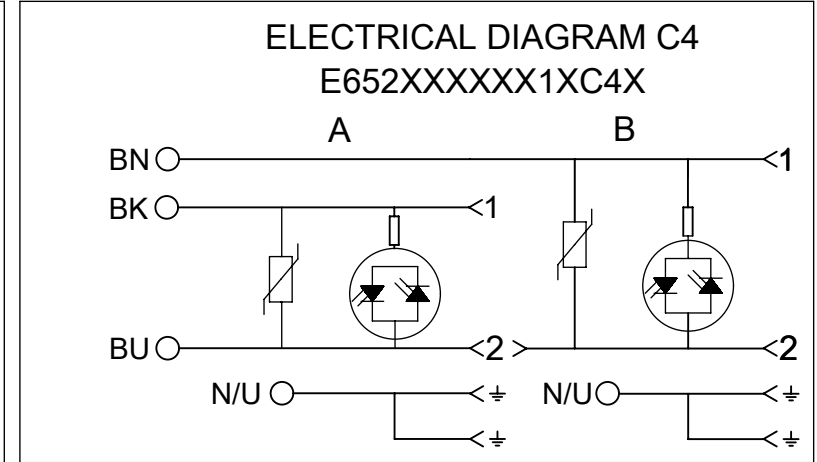 ELECTRICAL DIAGRAM C4
E652XXXXXX1XC4X
A B
BN 1
BK 1
BU 2 2
N/U N/U